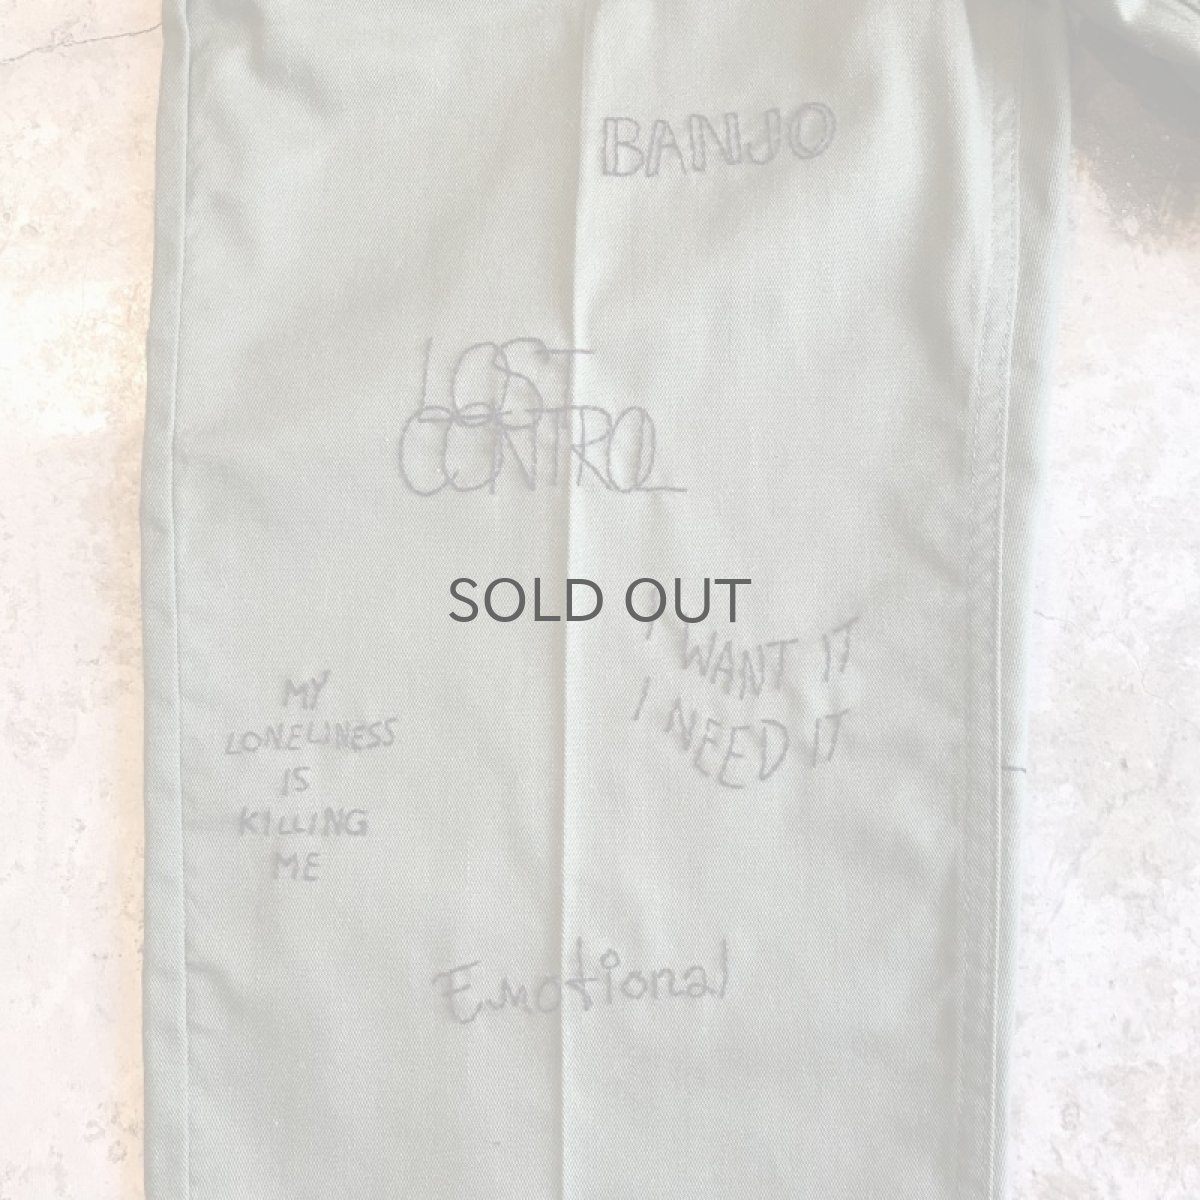 BANJO
LOST
CONTROL
SOLD OUT
I WANT IT
I NEED IT
MY
LONELINESS
IS
KILLING
ME
Emotional